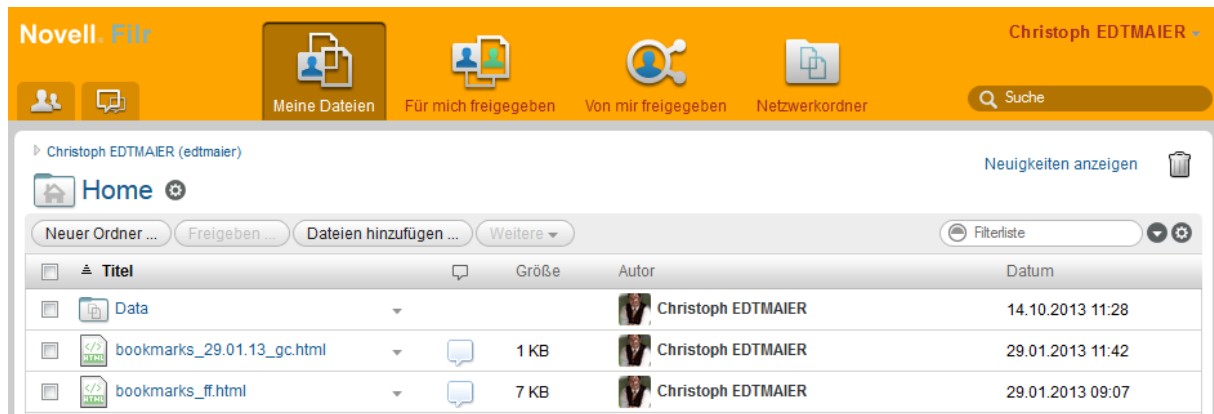 Novell. Filr
Christoph EDTMAIER
Meine Dateien
Für mich freigegeben
Von mir freigegeben
Netzwerkordner
Suche
Christoph EDTMAIER (edtmaier)
Neuigkeiten anzeigen
Home
Neuer Ordner ... Freigeben ... Dateien hinzufügen ... Weitere
Filterliste
Titel Größe Autor Datum
Data Christoph EDTMAIER 14.10.2013 11:28
bookmarks_29.01.13_gc.html 1 KB Christoph EDTMAIER 29.01.2013 11:42
bookmarks_ff.html 7 KB Christoph EDTMAIER 29.01.2013 09:07